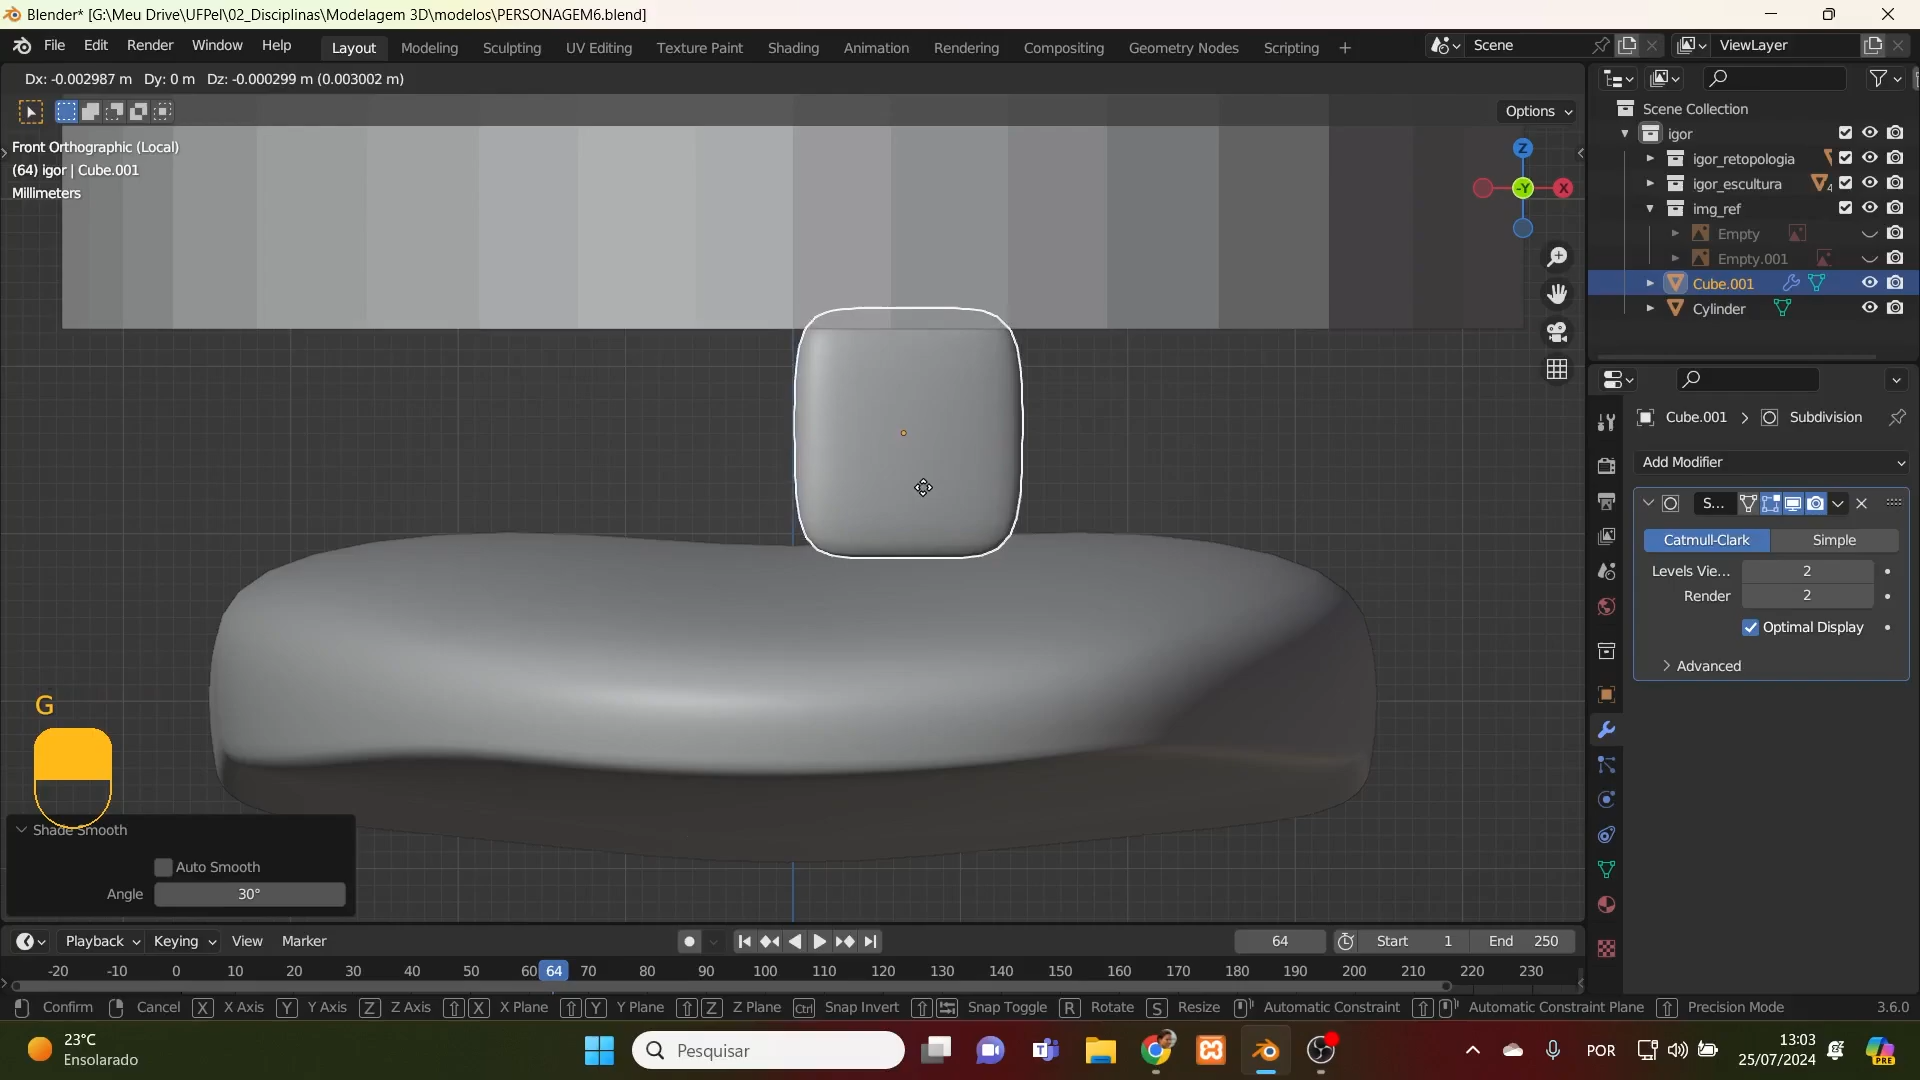 Blender* [G:\Meu Drive\UFPel\02_Disciplinas\Modelagem 3D\modelos\PERSONAGEM6.blend]
File Edit Render Window Help Layout Modeling Sculpting UV Editing Texture Paint Shading Animation Rendering Compositing Geometry Nodes Scripting + Scene ViewLayer
Dx: -0.002987 m Dy: 0 m Dz: -0.000299 m (0.003002 m)
Options
Front Orthographic (Local)
(64) igor | Cube.001
Millimeters
Z
-Y
X
Scene Collection
igor
igor_retopologia
igor_escultura 4
img_ref
Empty
Empty.001
Cube.001
Cylinder
Cube.001 > Subdivision
Add Modifier
S...
Catmull-Clark Simple
Levels Vie... 2
Render 2
Optimal Display
Advanced
G
Shade Smooth
Auto Smooth
Angle 30°
Playback Keying View Marker 64 Start 1 End 250
-20 -10 0 10 20 30 40 50 60 64 70 80 90 100 110 120 130 140 150 160 170 180 190 200 210 220 230
Confirm Cancel X X Axis Y Y Axis Z Z Axis X X Plane Y Y Plane Z Z Plane Ctrl Snap Invert Snap Toggle R Rotate S Resize Automatic Constraint Automatic Constraint Plane Precision Mode 3.6.0
23°C
Ensolarado
Pesquisar
POR
13:03
25/07/2024
PRE